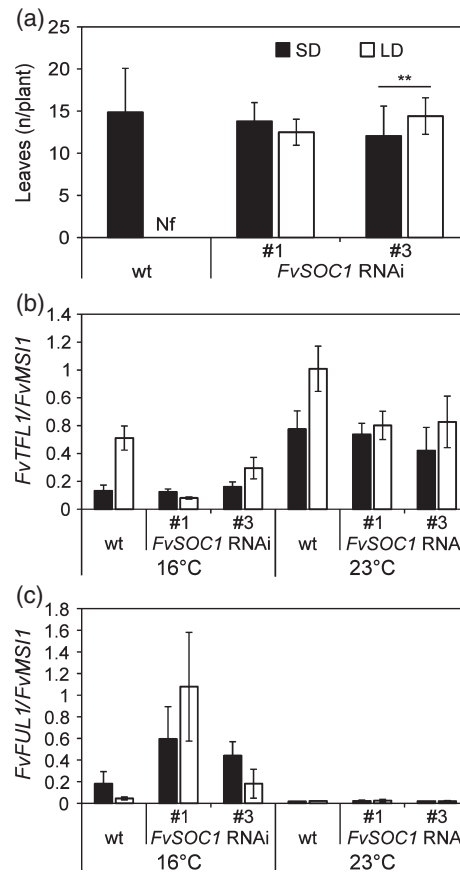 (a)
25
20
15
10
5
0
Leaves (n/plant)
SD LD
**
Nf
#1 #3
wt FvSOC1 RNAi
(b)
1.4
1.2
1
0.8
0.6
0.4
0.2
0
FvTFL1/FvMSI1
#1 #3 #1 #3
wt FvSOC1 RNAi wt FvSOC1 RNAi
16°C 23°C
(c)
1.8
1.6
1.4
1.2
1
0.8
0.6
0.4
0.2
0
FvFUL1/FvMSI1
#1 #3 #1 #3
wt FvSOC1 RNAi wt FvSOC1 RNA
16°C 23°C